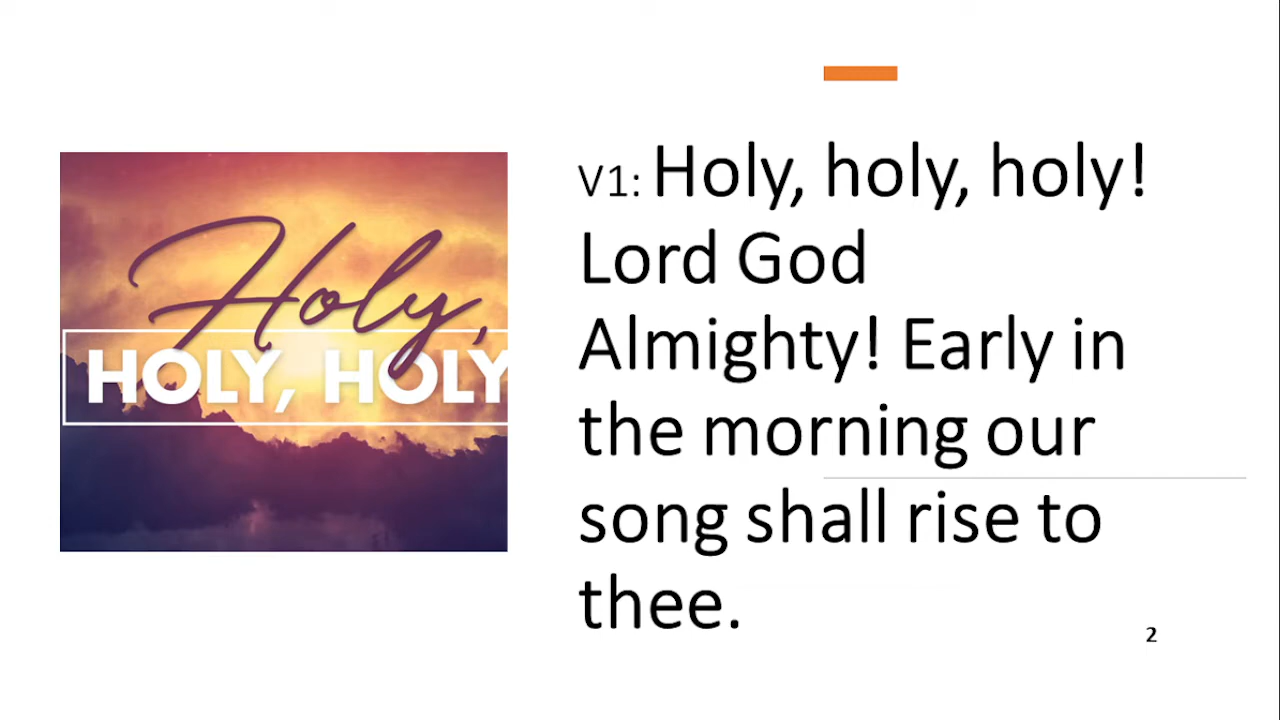 Holy,
HOLY, HOLY
V1: Holy, holy, holy!
Lord God
Almighty! Early in
the morning our
song shall rise to
thee.
2